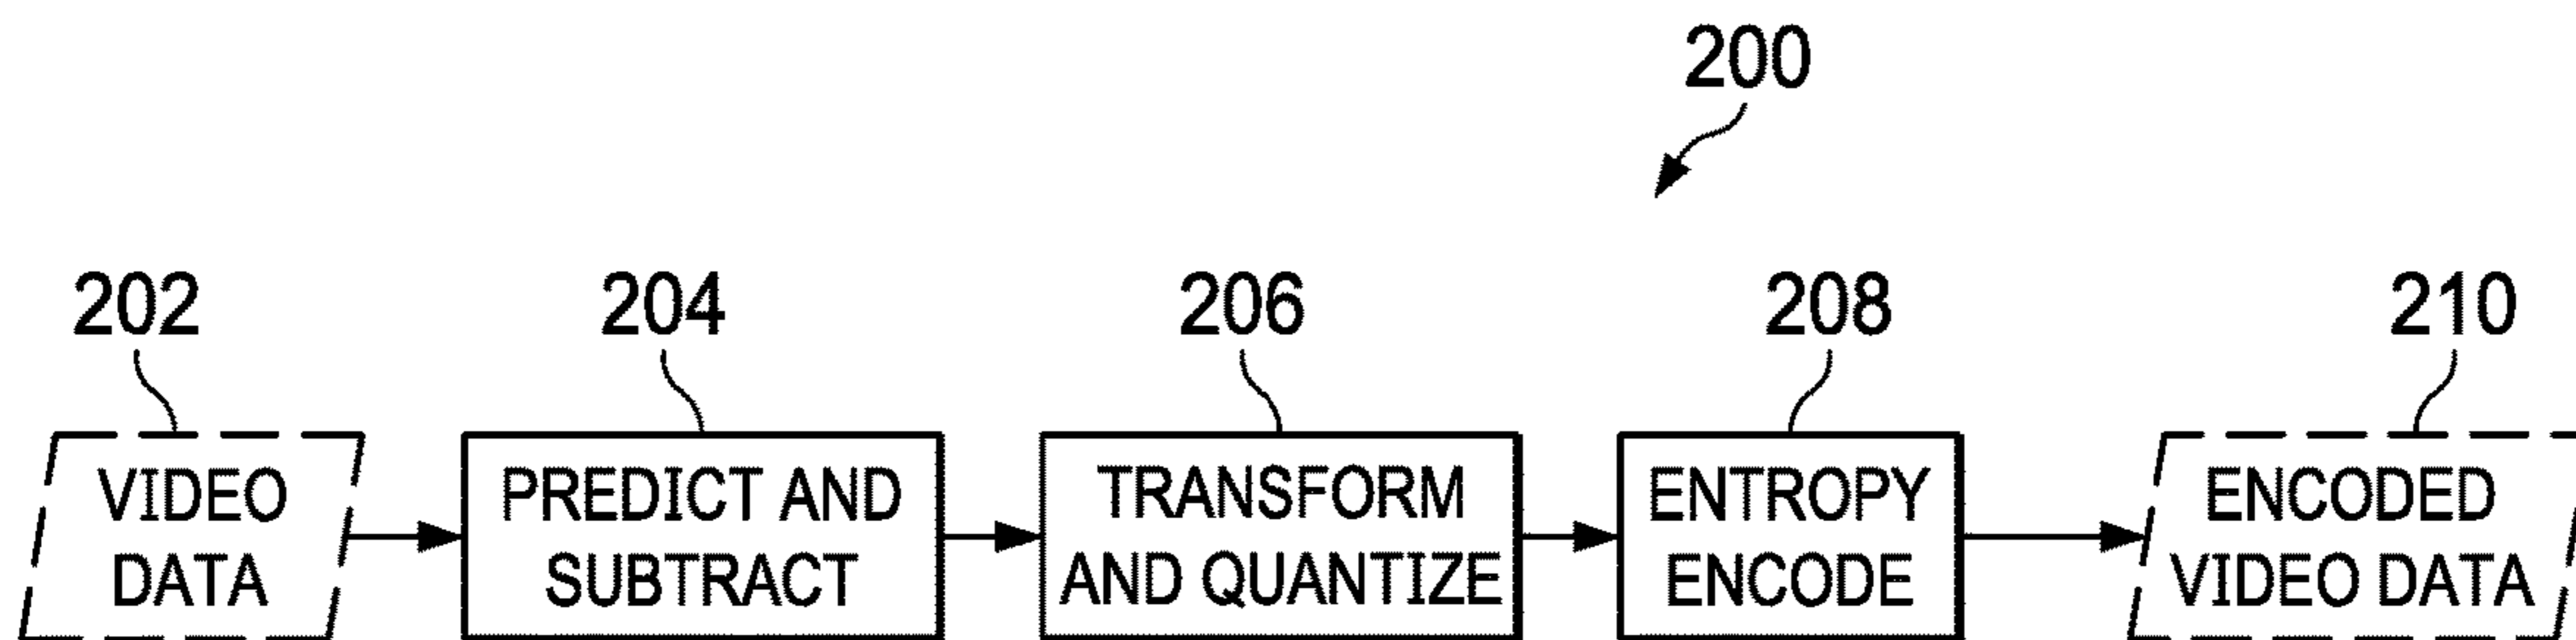 200
202
204
206
208
210
VIDEO
DATA
PREDICT AND
SUBTRACT
TRANSFORM
AND QUANTIZE
ENTROPY
ENCODE
ENCODED
VIDEO DATA